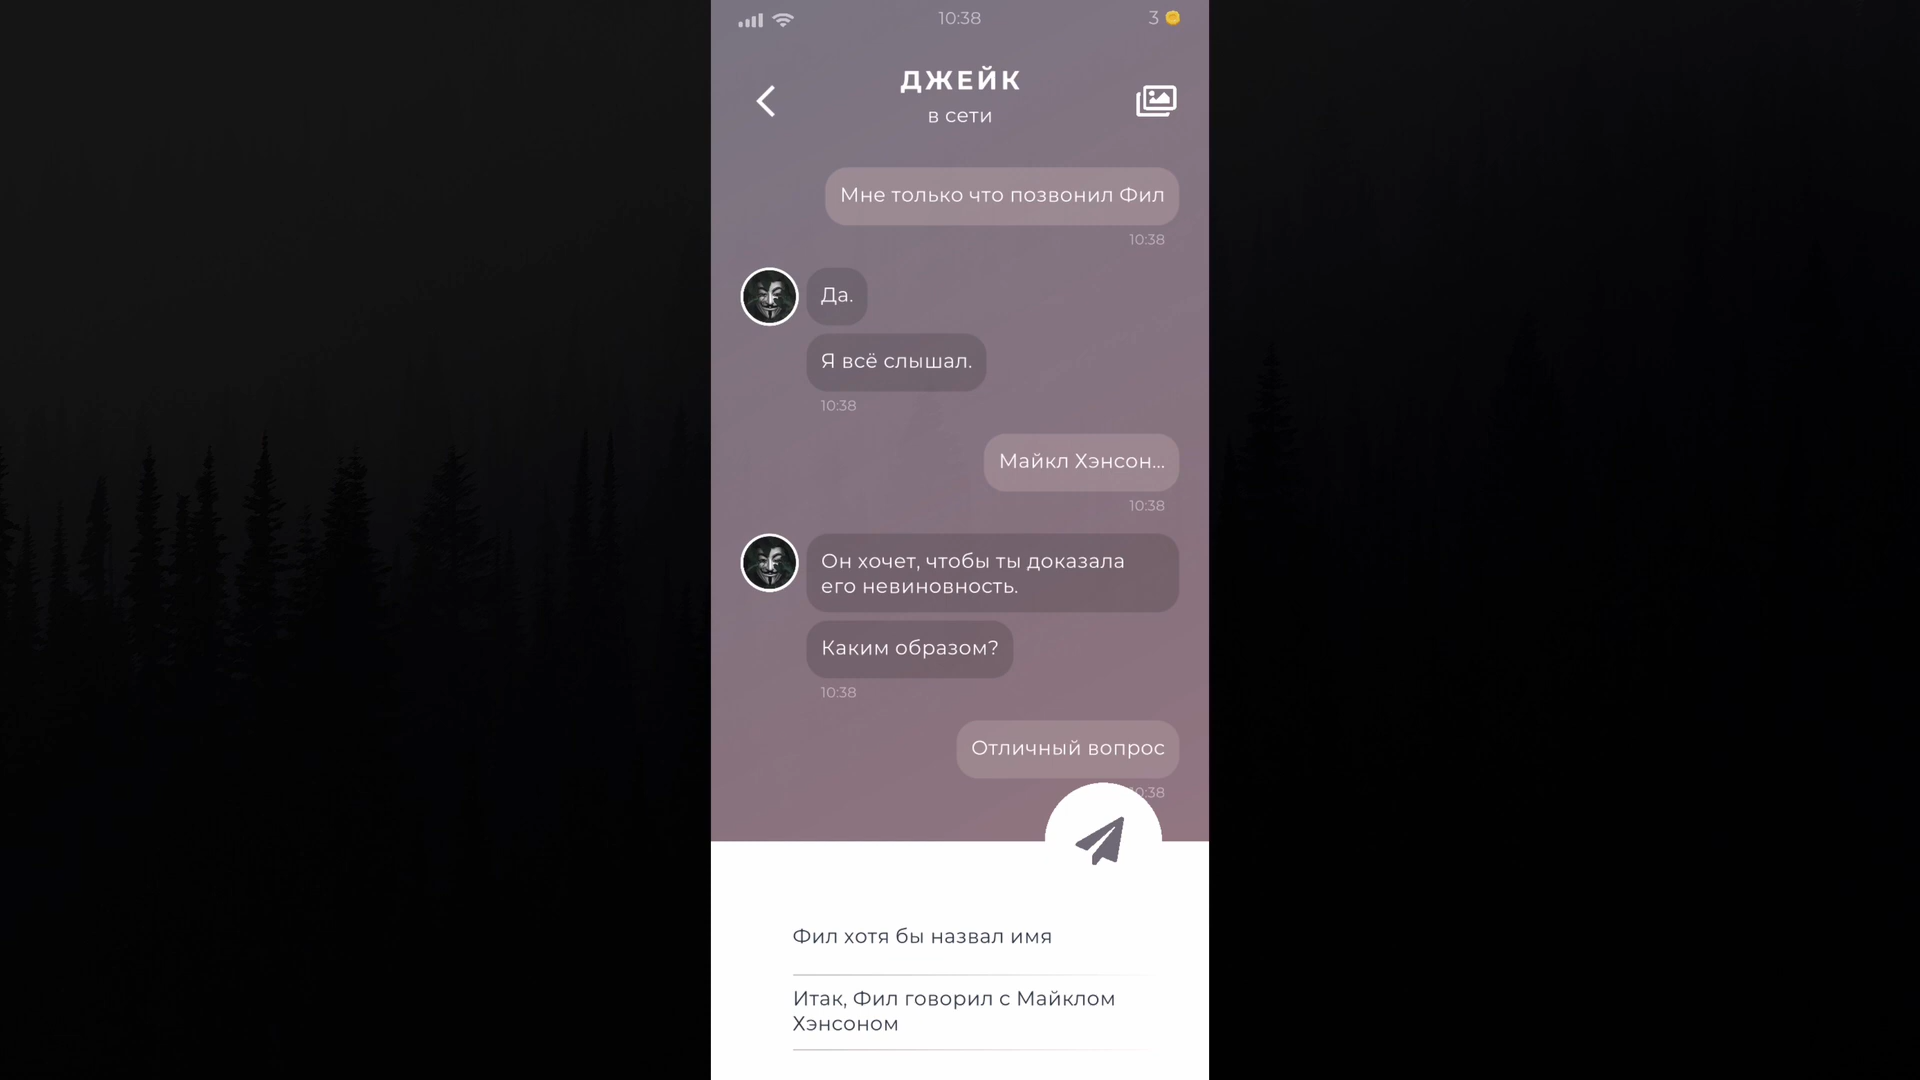 10:38
3
ДЖЕЙК
в сети
Мне только что позвонил Фил
10:38
Да.
Я всё слышал.
10:38
Майкл Хэнсон...
10:38
Он хочет, чтобы ты доказала
его невиновность.
Каким образом?
10:38
Отличный вопрос
10:38
Фил хотя бы назвал имя
Итак, Фил говорил с Майклом
Хэнсоном